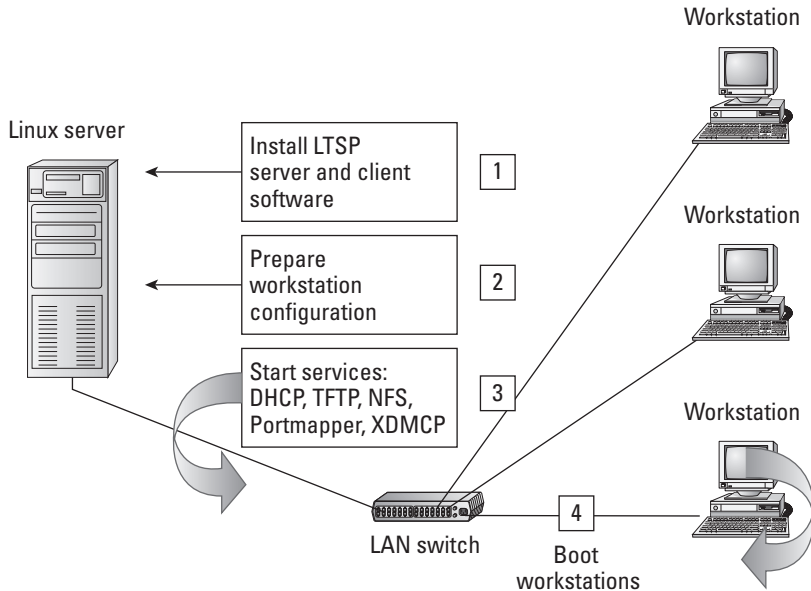 Workstation
Linux server
Install LTSP
server and client
software
1
Workstation
Prepare
workstation
configuration
2
Start services:
DHCP, TFTP, NFS,
Portmapper, XDMCP
3
Workstation
4
LAN switch
Boot
workstations